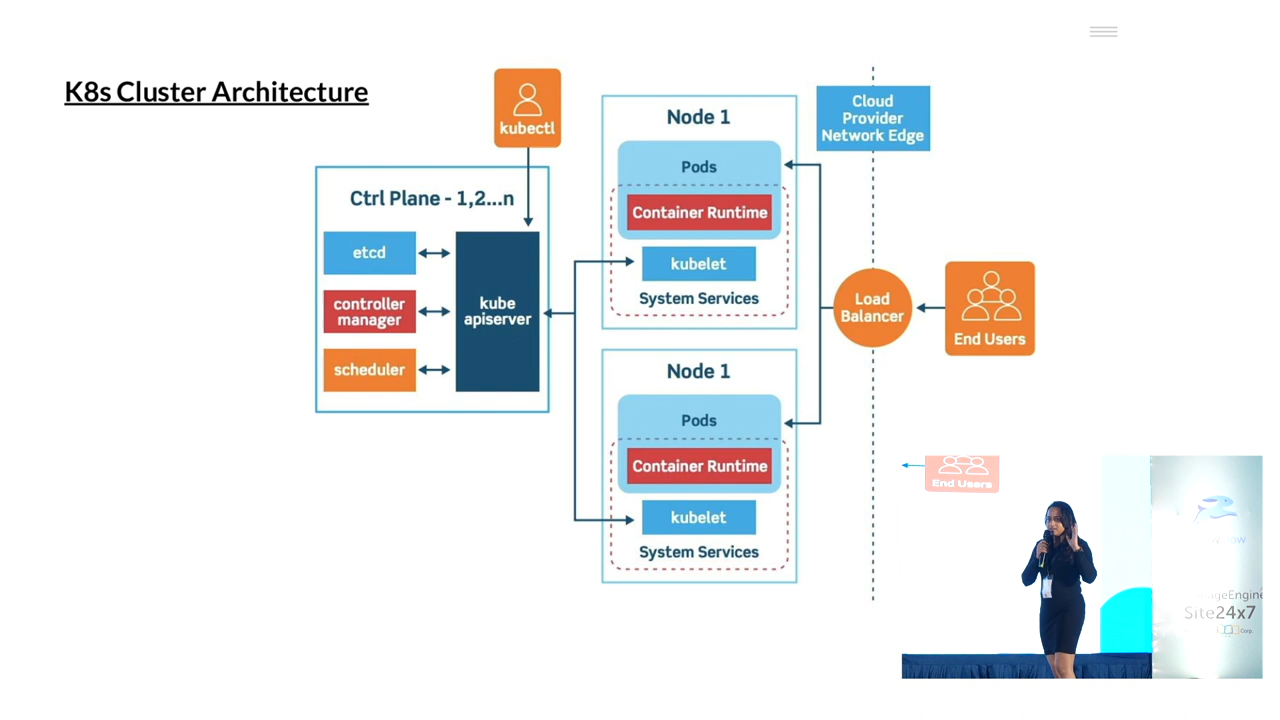 K8s Cluster Architecture
kubectl
Ctrl Plane - 1,2...n
etcd
controller
manager
scheduler
kube
apiserver
Node 1
Pods
Container Runtime
kubelet
System Services
Node 1
Pods
Container Runtime
kubelet
System Services
Cloud
Provider
Network Edge
Load
Balancer
End Users
End Users
Site24x7
Corp.